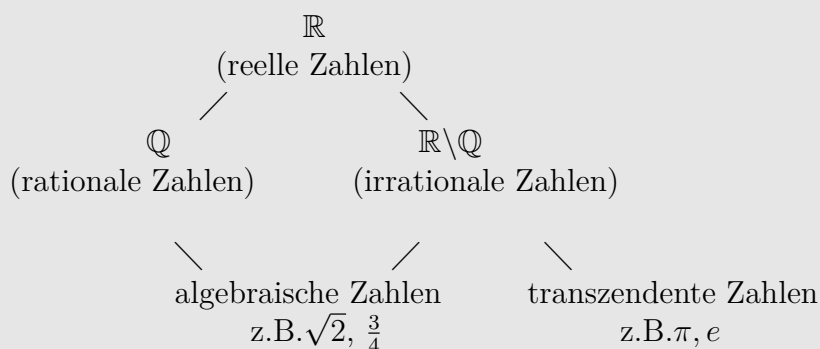 ℝ
(reelle Zahlen)
ℚ ℝ\ℚ
(rationale Zahlen) (irrationale Zahlen)
algebraische Zahlen transzendente Zahlen
z.B.√2, 3/4 z.B.π, e